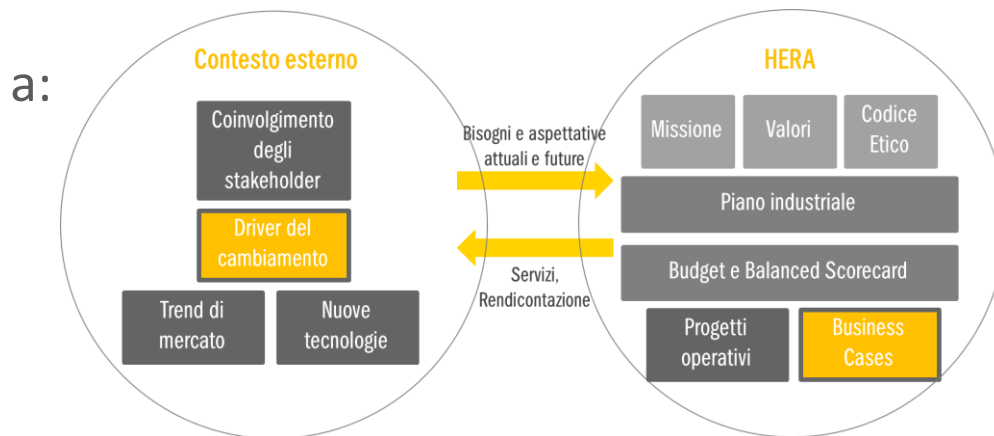 a:
Contesto esterno
Coinvolgimento
degli
stakeholder
Driver del
cambiamento
Trend di
mercato
Nuove
tecnologie
Bisogni e aspettative
attuali e future
Servizi,
Rendicontazione
HERA
Missione
Valori
Codice
Etico
Piano industriale
Budget e Balanced Scorecard
Progetti
operativi
Business
Cases